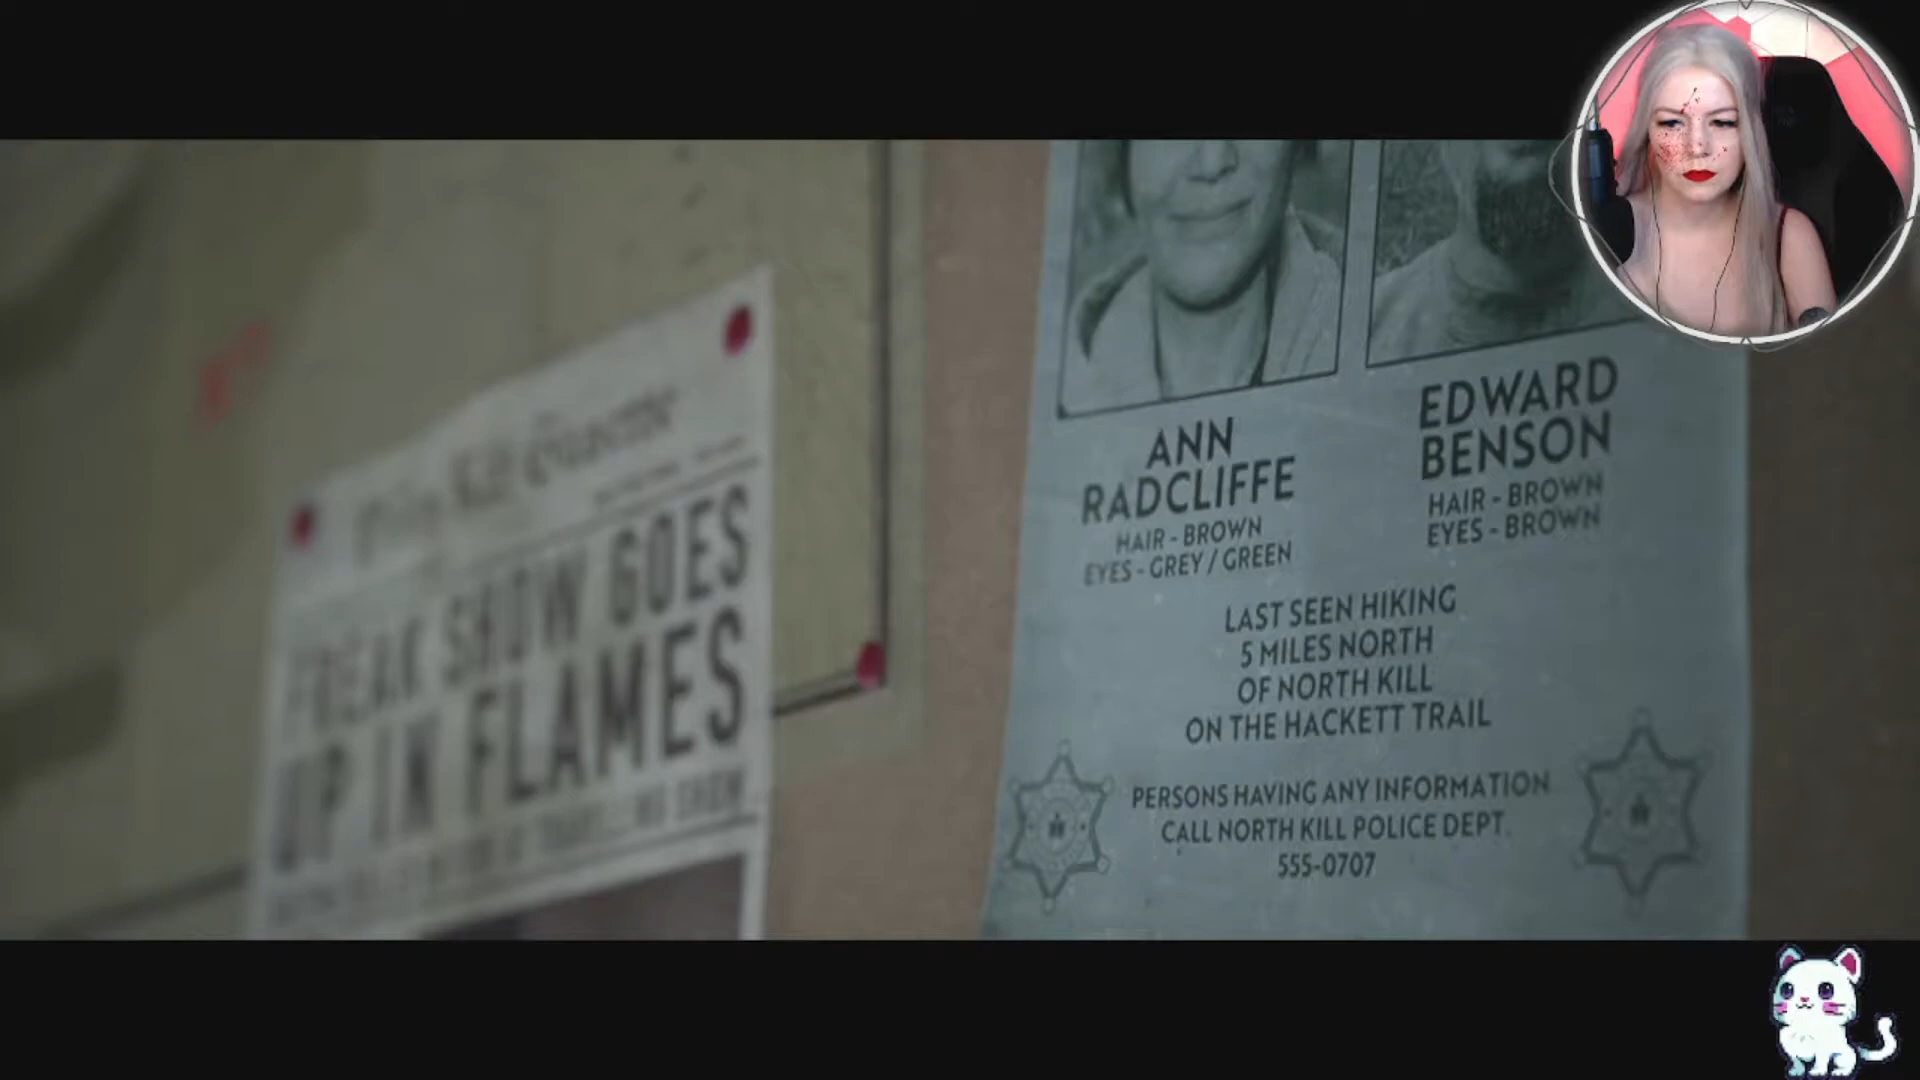 FREAK SHOW GOES
UP IN FLAMES
ANN
RADCLIFFE
HAIR - BROWN
EYES - GREY / GREEN
EDWARD
BENSON
HAIR - BROWN
EYES - BROWN
LAST SEEN HIKING
5 MILES NORTH
OF NORTH KILL
ON THE HACKETT TRAIL
PERSONS HAVING ANY INFORMATION
CALL NORTH KILL POLICE DEPT.
555-0707